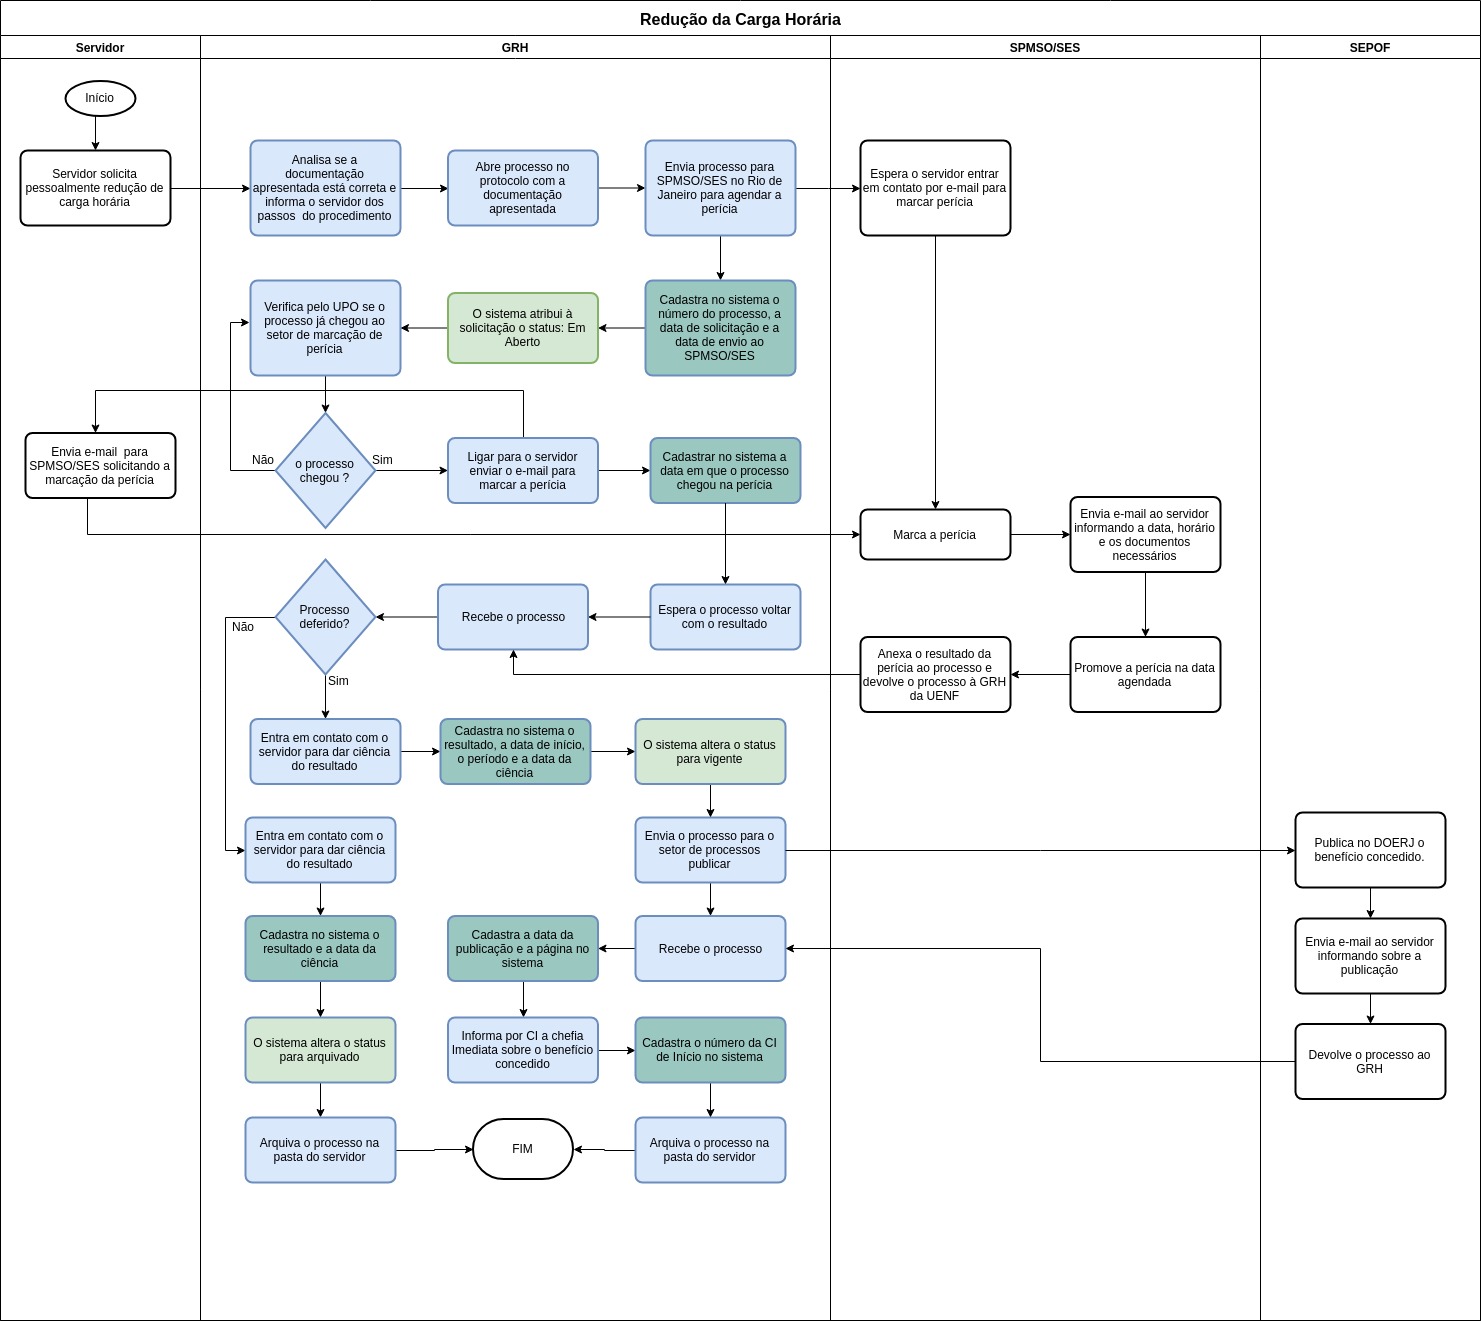 Redução da Carga Horária
Servidor
GRH
SPMSO/SES
SEPOF
Início
Servidor solicita
pessoalmente redução de
carga horária
Analisa se a
documentação
apresentada está correta e
informa o servidor dos
passos do procedimento
Abre processo no
protocolo com a
documentação
apresentada
Envia processo para
SPMSO/SES no Rio de
Janeiro para agendar a
perícia
Espera o servidor entrar
em contato por e-mail para
marcar perícia
Verifica pelo UPO se o
processo já chegou ao
setor de marcação de
perícia
O sistema atribui à
solicitação o status: Em
Aberto
Cadastra no sistema o
número do processo, a
data de solicitação e a
data de envio ao
SPMSO/SES
Envia e-mail para
SPMSO/SES solicitando a
marcação da perícia
Não
o processo
chegou ?
Sim
Ligar para o servidor
enviar o e-mail para
marcar a perícia
Cadastrar no sistema a
data em que o processo
chegou na perícia
Marca a perícia
Envia e-mail ao servidor
informando a data, horário
e os documentos
necessários
Processo
deferido?
Não
Sim
Recebe o processo
Espera o processo voltar
com o resultado
Anexa o resultado da
perícia ao processo e
devolve o processo à GRH
da UENF
Promove a perícia na data
agendada
Entra em contato com o
servidor para dar ciência
do resultado
Cadastra no sistema o
resultado, a data de início,
o período e a data da
ciência
O sistema altera o status
para vigente
Entra em contato com o
servidor para dar ciência
do resultado
Envia o processo para o
setor de processos
publicar
Publica no DOERJ o
benefício concedido.
Cadastra no sistema o
resultado e a data da
ciência
Cadastra a data da
publicação e a página no
sistema
Recebe o processo
Envia e-mail ao servidor
informando sobre a
publicação
O sistema altera o status
para arquivado
Informa por CI a chefia
Imediata sobre o benefício
concedido
Cadastra o número da CI
de Início no sistema
Devolve o processo ao
GRH
Arquiva o processo na
pasta do servidor
FIM
Arquiva o processo na
pasta do servidor